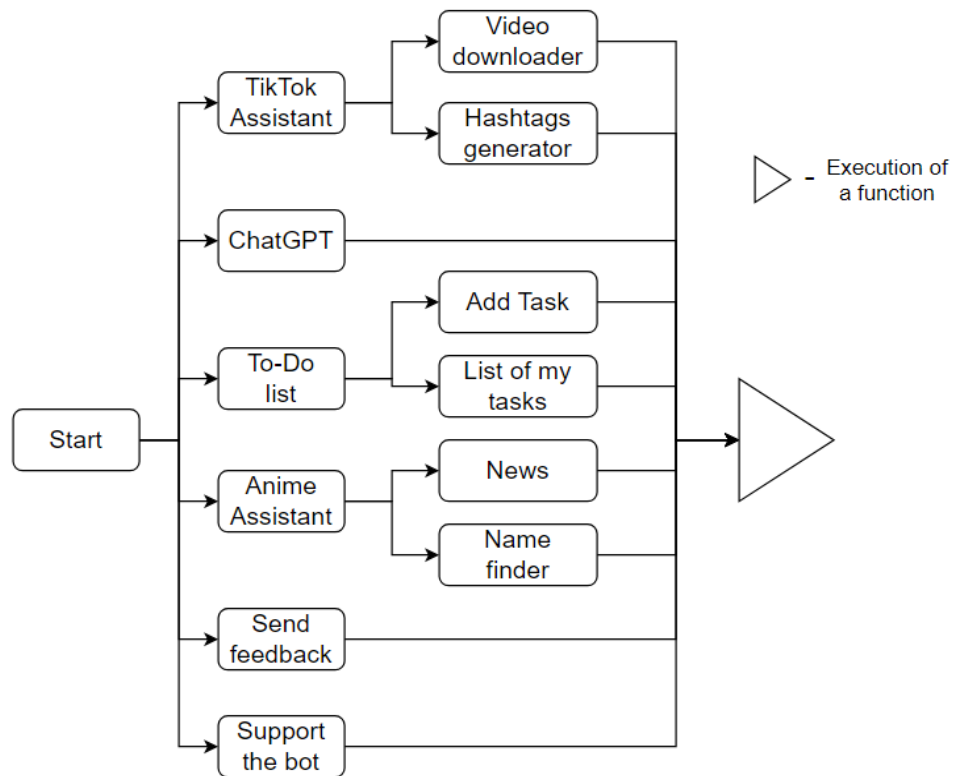 Video
downloader
TikTok
Assistant
Hashtags
generator
- Execution of
a function
ChatGPT
Add Task
To-Do
list
List of my
tasks
Start
News
Anime
Assistant
Name
finder
Send
feedback
Support
the bot